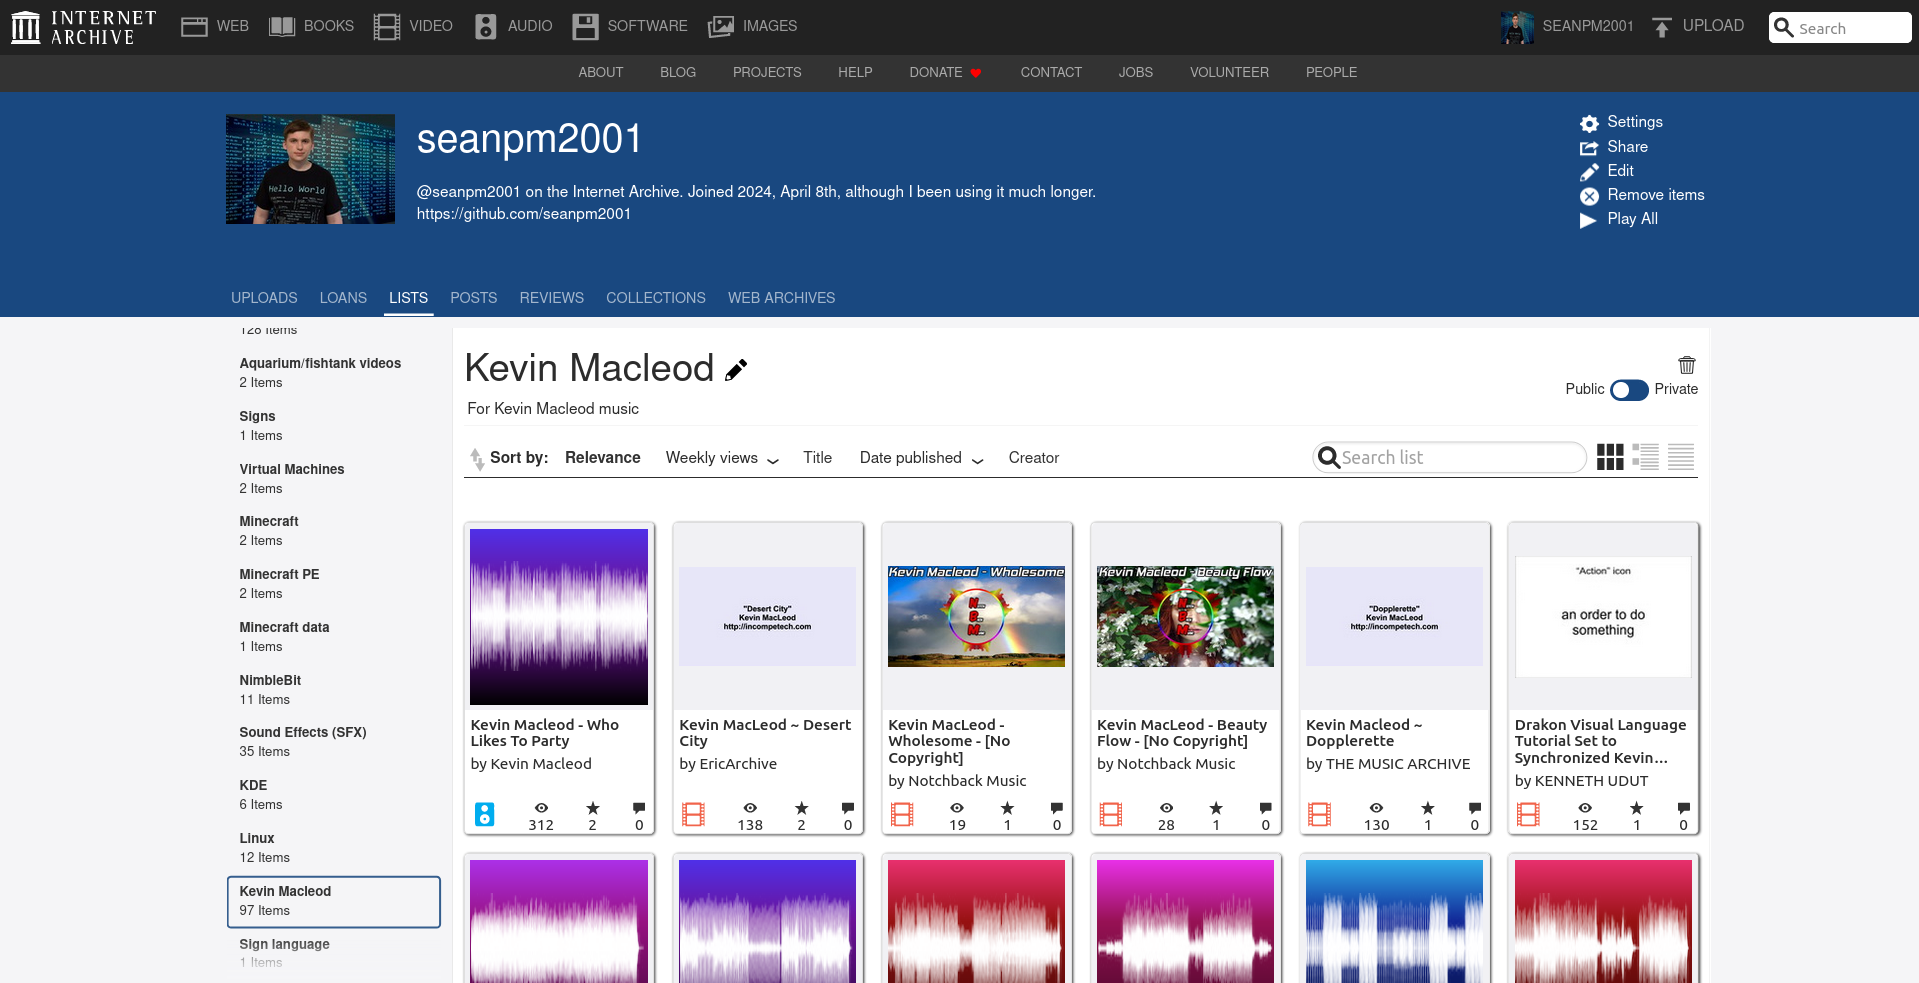 INTERNET ARCHIVE
WEB BOOKS VIDEO AUDIO SOFTWARE IMAGES
SEANPM2001 UPLOAD Search
ABOUT BLOG PROJECTS HELP DONATE CONTACT JOBS VOLUNTEER PEOPLE
Hello World
seanpm2001
@seanpm2001 on the Internet Archive. Joined 2024, April 8th, although I been using it much longer.
https://github.com/seanpm2001
Settings
Share
Edit
Remove items
Play All
UPLOADS LOANS LISTS POSTS REVIEWS COLLECTIONS WEB ARCHIVES
128 Items
Aquarium/fishtank videos
2 Items
Signs
1 Items
Virtual Machines
2 Items
Minecraft
2 Items
Minecraft PE
2 Items
Minecraft data
1 Items
NimbleBit
11 Items
Sound Effects (SFX)
35 Items
KDE
6 Items
Linux
12 Items
Kevin Macleod
97 Items
Sign language
1 Items
Kevin Macleod
For Kevin Macleod music
Public Private
Sort by: Relevance Weekly views Title Date published Creator
Search list
Kevin Macleod - Who
Likes To Party
by Kevin Macleod
312 2 0
"Desert City"
Kevin MacLeod
http://incompetech.com
Kevin MacLeod ~ Desert
City
by EricArchive
138 2 0
Kevin Macleod - Wholesome
Kevin MacLeod -
Wholesome - [No
Copyright]
by Notchback Music
19 1 0
Kevin Macleod - Beauty Flow
Kevin MacLeod - Beauty
Flow - [No Copyright]
by Notchback Music
28 1 0
"Dopplerette"
Kevin MacLeod
http://incompetech.com
Kevin Macleod ~
Dopplerette
by THE MUSIC ARCHIVE
130 1 0
"Action" icon
an order to do
something
Drakon Visual Language
Tutorial Set to
Synchronized Kevin...
by KENNETH UDUT
152 1 0